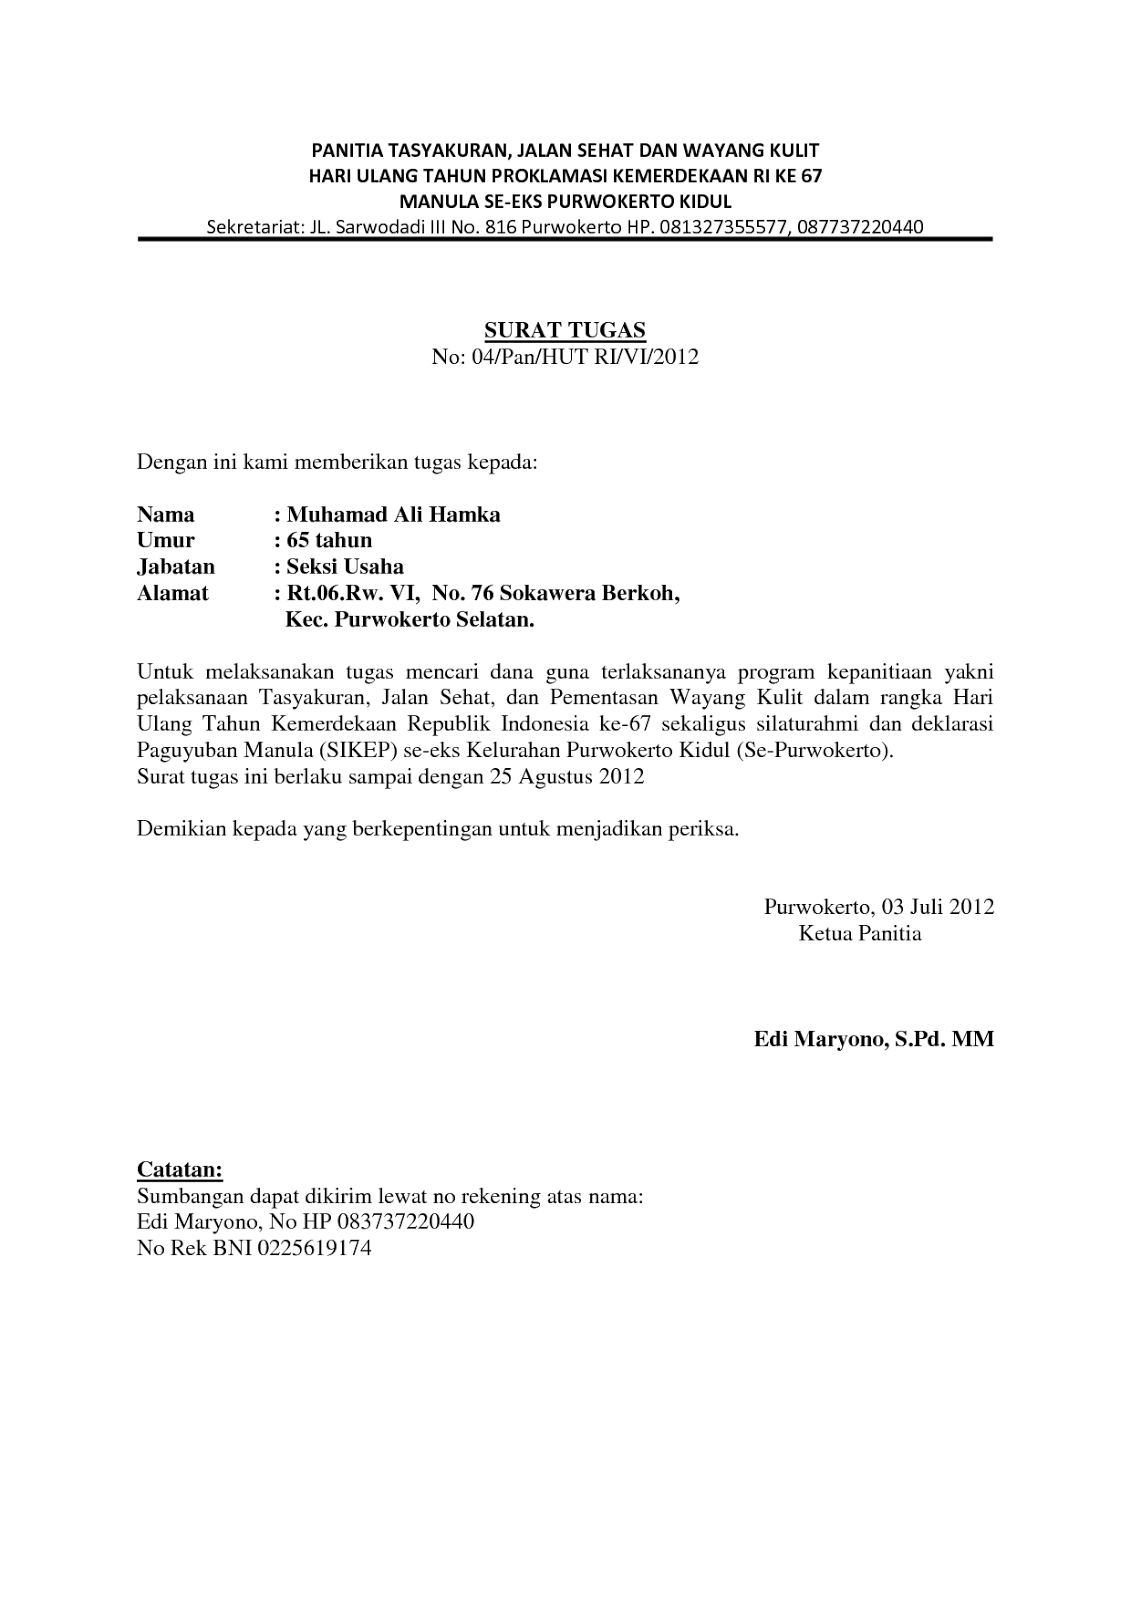 PANITIA TASYAKURAN, JALAN SEHAT DAN WAYANG KULIT
HARI ULANG TAHUN PROKLAMASI KEMERDEKAAN RI KE 67
MANULA SE-EKS PURWOKERTO KIDUL
Sekretariat: JL. Sarwodadi III No. 816 Purwokerto HP. 081327355577, 087737220440
SURAT TUGAS
No: 04/Pan/HUT RI/VI/2012
Dengan ini kami memberikan tugas kepada:
Nama : Muhamad Ali Hamka
Umur : 65 tahun
Jabatan : Seksi Usaha
Alamat : Rt.06.Rw. VI, No. 76 Sokawera Berkoh,
Kec. Purwokerto Selatan.
Untuk melaksanakan tugas mencari dana guna terlaksananya program kepanitiaan yakni
pelaksanaan Tasyakuran, Jalan Sehat, dan Pementasan Wayang Kulit dalam rangka Hari
Ulang Tahun Kemerdekaan Republik Indonesia ke-67 sekaligus silaturahmi dan deklarasi
Paguyuban Manula (SIKEP) se-eks Kelurahan Purwokerto Kidul (Se-Purwokerto).
Surat tugas ini berlaku sampai dengan 25 Agustus 2012
Demikian kepada yang berkepentingan untuk menjadikan periksa.
Purwokerto, 03 Juli 2012
Ketua Panitia
Edi Maryono, S.Pd. MM
Catatan:
Sumbangan dapat dikirim lewat no rekening atas nama:
Edi Maryono, No HP 083737220440
No Rek BNI 0225619174